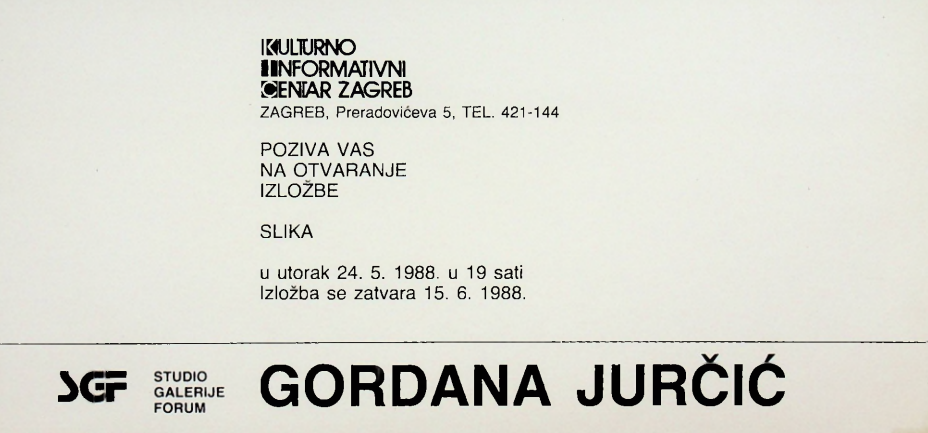 KULTURNO
INFORMATIVNI
CENTAR ZAGREB
ZAGREB, Preradovićeva 5, TEL. 421-144
POZIVA VAS
NA OTVARANJE
IZLOŽBE
SLIKA
u utorak 24. 5. 1988. u 19 sati
Izložba se zatvara 15. 6. 1988.
SGF
STUDIO
GALERIJE
FORUM
GORDANA JURČIĆ